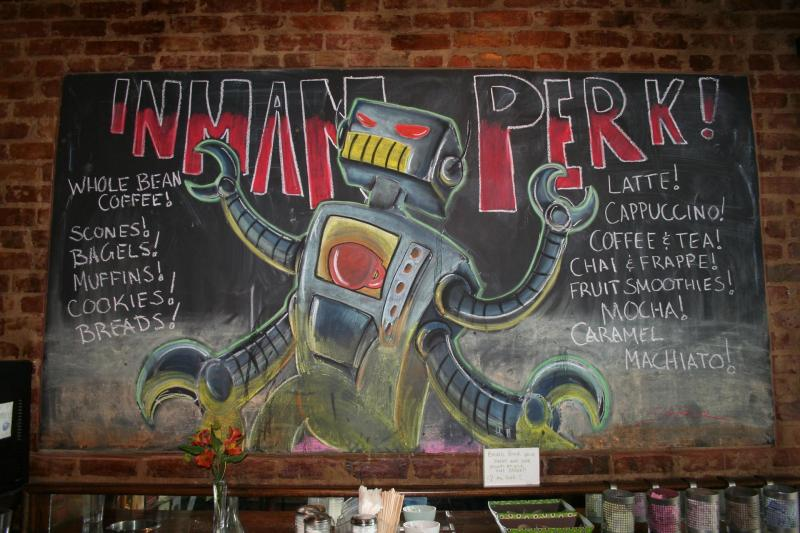 INMAN PERK!
WHOLE BEAN
COFFEE!
SCONES!
BAGELS!
MUFFINS!
COOKIES!
BREADS!
LATTE!
CAPPUCCINO!
COFFEE & TEA!
CHAI & FRAPPE!
FRUIT SMOOTHIES!
MOCHA!
CARAMEL
MACHIATO!